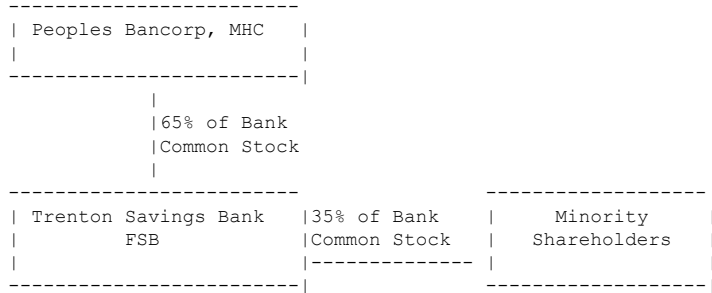 Peoples Bancorp, MHC
65% of Bank
Common Stock
Trenton Savings Bank 35% of Bank Minority
FSB Common Stock Shareholders